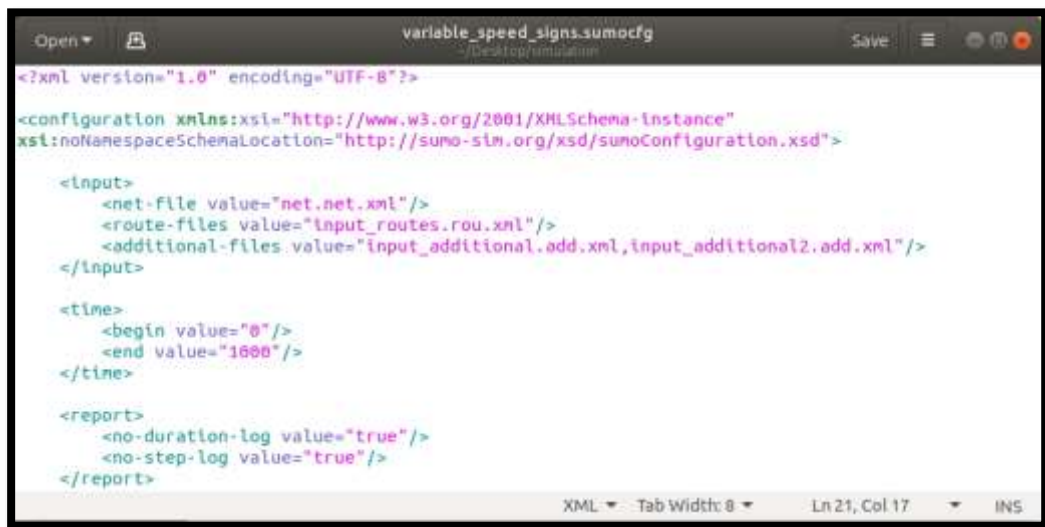 Open
variable_speed_signs.sumocfg
~/Desktop/simulation
Save
<?xml version="1.0" encoding="UTF-8"?>
<configuration xmlns:xsi="http://www.w3.org/2001/XMLSchema-instance"
xsi:noNamespaceSchemaLocation="http://sumo-sim.org/xsd/sumoConfiguration.xsd">
    <input>
        <net-file value="net.net.xml"/>
        <route-files value="input_routes.rou.xml"/>
        <additional-files value="input_additional.add.xml,input_additional2.add.xml"/>
    </input>
    <time>
        <begin value="0"/>
        <end value="1000"/>
    </time>
    <report>
        <no-duration-log value="true"/>
        <no-step-log value="true"/>
    </report>
XML Tab Width: 8 Ln 21, Col 17 INS